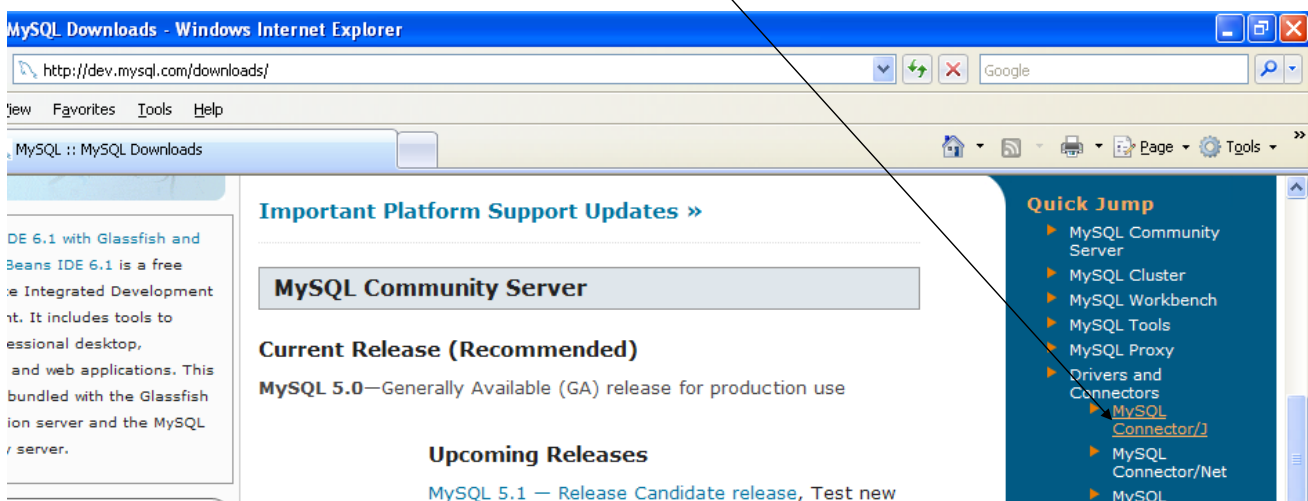 MySQL Downloads - Windows Internet Explorer
http://dev.mysql.com/downloads/
Google
Favorites Tools Help
MySQL :: MySQL Downloads
Page
Tools
»
DE 6.1 with Glassfish and
Beans IDE 6.1 is a free
e Integrated Development
nt. It includes tools to
essional desktop,
and web applications. This
bundled with the Glassfish
ion server and the MySQL
server.
Important Platform Support Updates »
MySQL Community Server
Current Release (Recommended)
MySQL 5.0—Generally Available (GA) release for production use
Upcoming Releases
MySQL 5.1 — Release Candidate release, Test new
Quick Jump
MySQL Community
Server
MySQL Cluster
MySQL Workbench
MySQL Tools
MySQL Proxy
Drivers and
Connectors
MySQL
Connector/J
MySQL
Connector/Net
MySQL